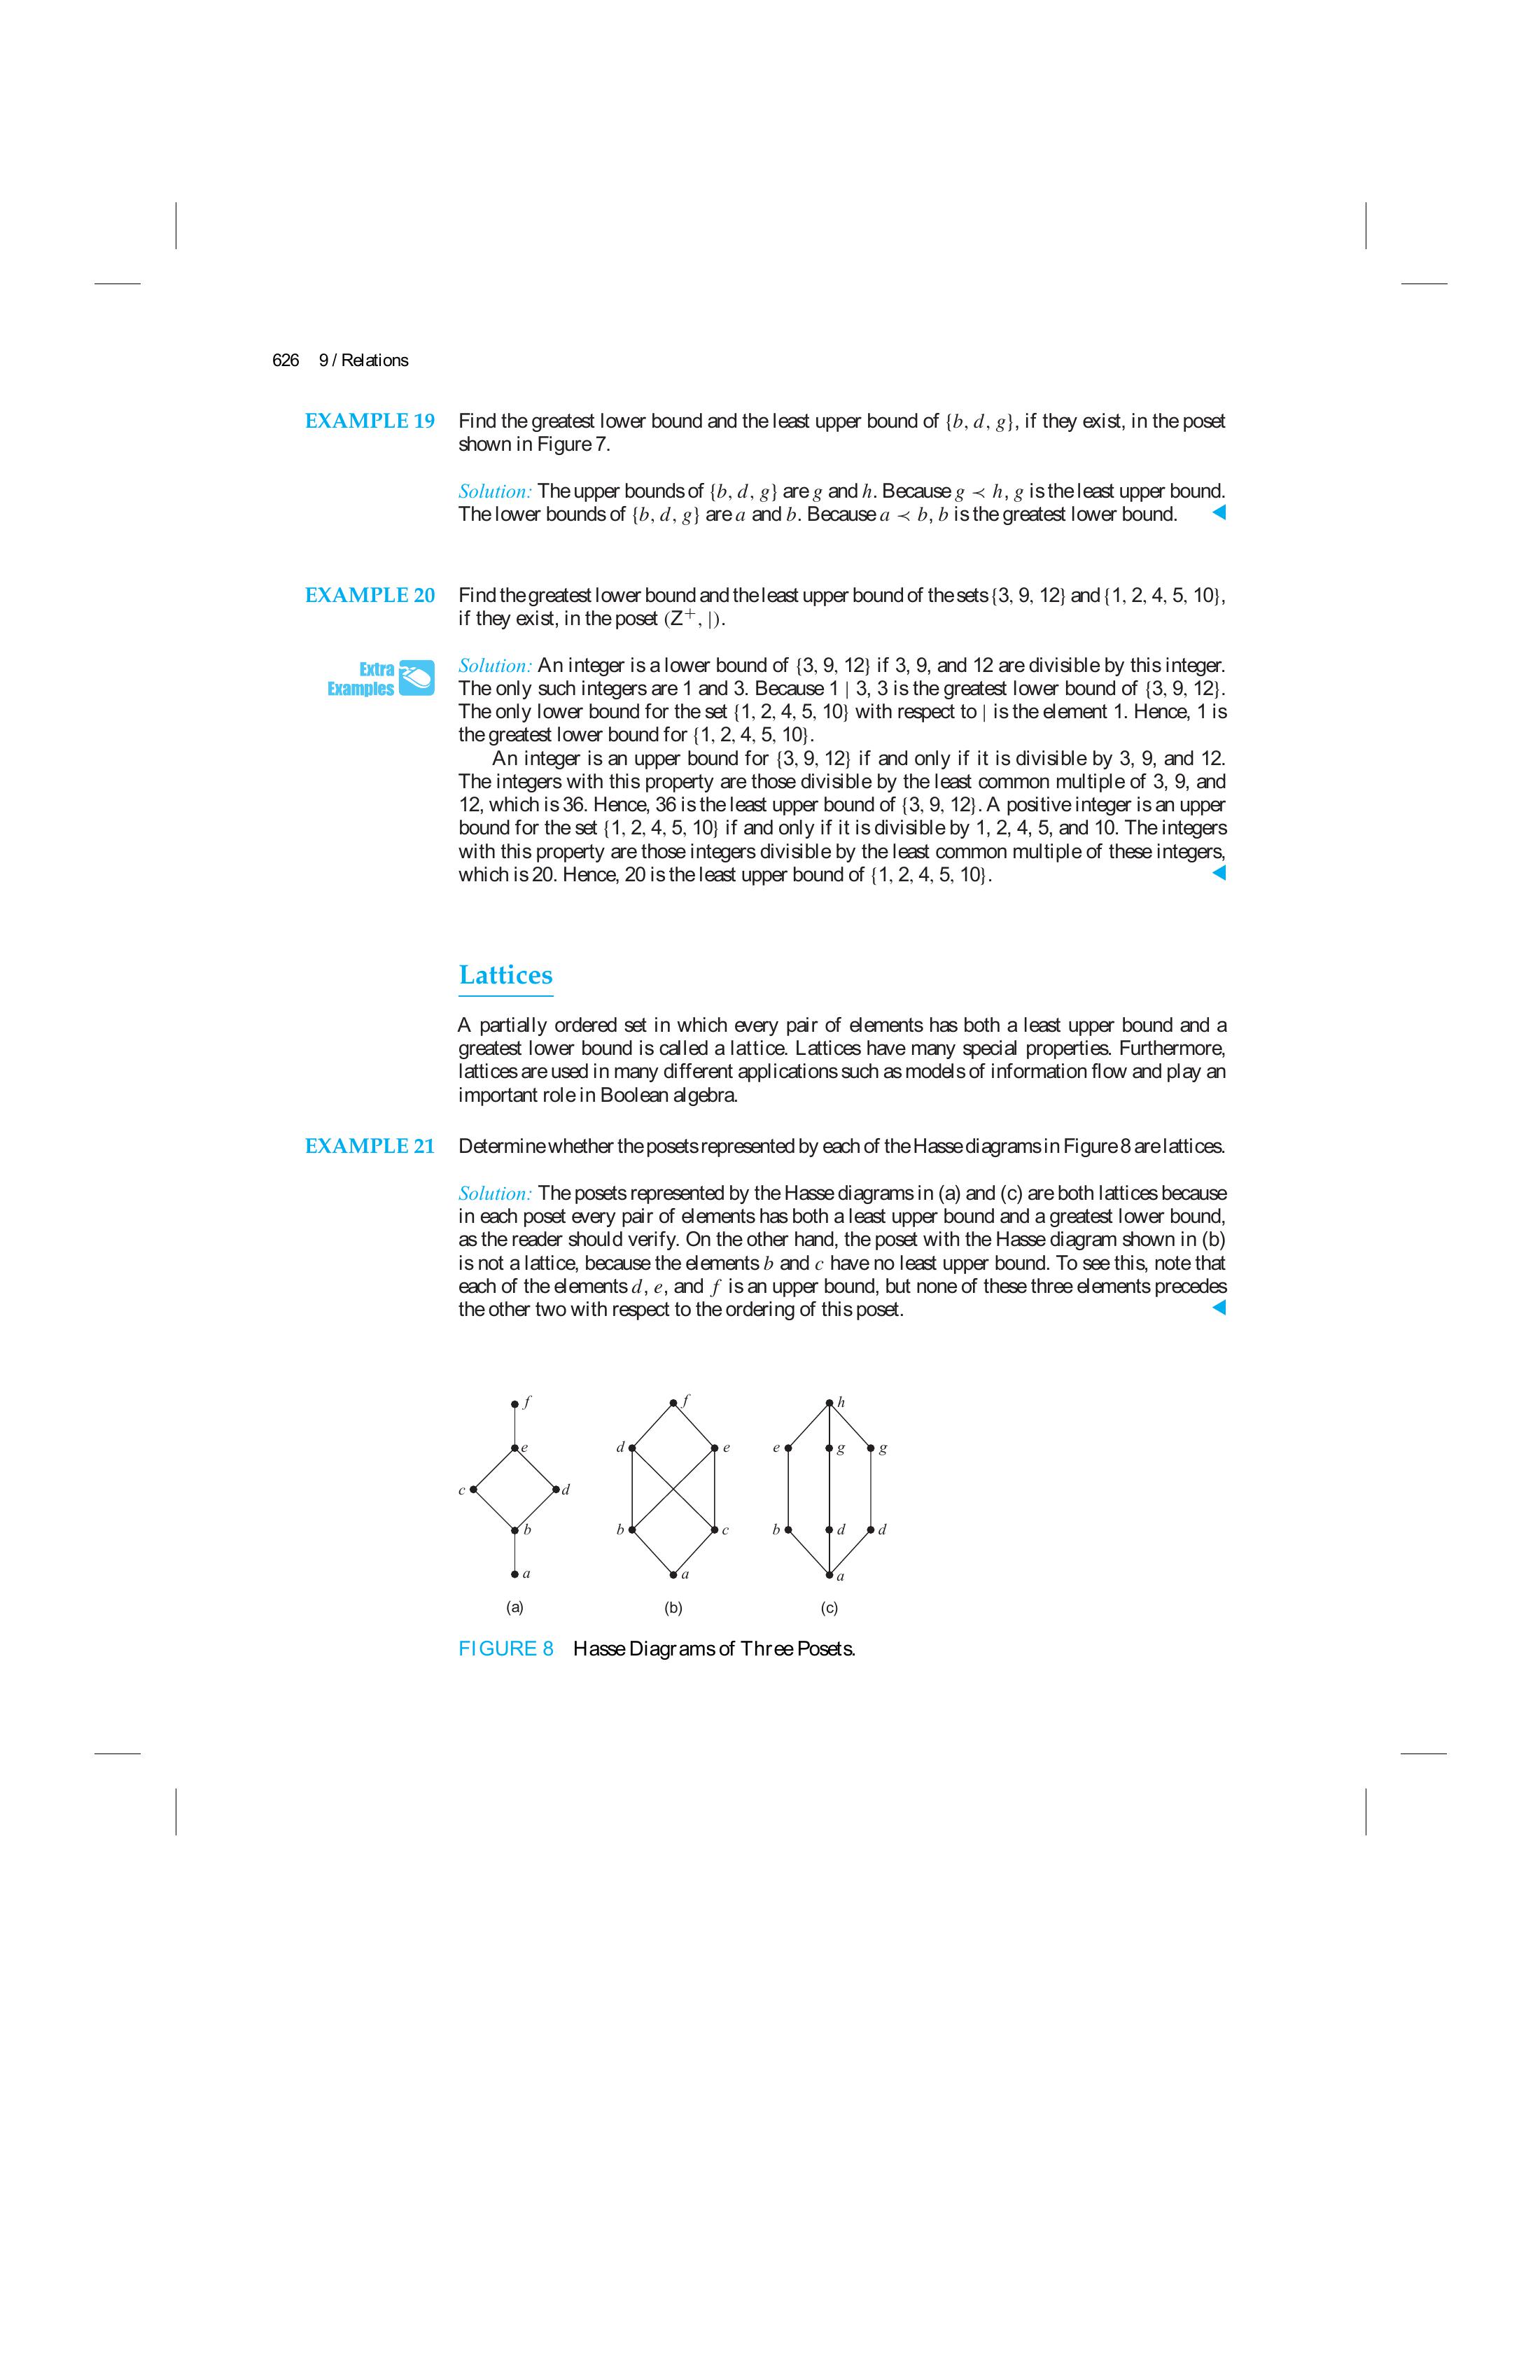 626 9 / Relations
EXAMPLE 19 Find the greatest lower bound and the least upper bound of {b, d, g}, if they exist, in the poset
shown in Figure 7.
Solution: The upper bounds of {b, d, g} are g and h. Because g ≺ h, g is the least upper bound.
The lower bounds of {b, d, g} are a and b. Because a ≺ b, b is the greatest lower bound.
EXAMPLE 20 Find the greatest lower bound and the least upper bound of the sets {3, 9, 12} and {1, 2, 4, 5, 10},
if they exist, in the poset (Z⁺, |).
Extra
Examples
Solution: An integer is a lower bound of {3, 9, 12} if 3, 9, and 12 are divisible by this integer.
The only such integers are 1 and 3. Because 1 | 3, 3 is the greatest lower bound of {3, 9, 12}.
The only lower bound for the set {1, 2, 4, 5, 10} with respect to | is the element 1. Hence, 1 is
the greatest lower bound for {1, 2, 4, 5, 10}.
An integer is an upper bound for {3, 9, 12} if and only if it is divisible by 3, 9, and 12.
The integers with this property are those divisible by the least common multiple of 3, 9, and
12, which is 36. Hence, 36 is the least upper bound of {3, 9, 12}. A positive integer is an upper
bound for the set {1, 2, 4, 5, 10} if and only if it is divisible by 1, 2, 4, 5, and 10. The integers
with this property are those integers divisible by the least common multiple of these integers,
which is 20. Hence, 20 is the least upper bound of {1, 2, 4, 5, 10}.
Lattices
A partially ordered set in which every pair of elements has both a least upper bound and a
greatest lower bound is called a lattice. Lattices have many special properties. Furthermore,
lattices are used in many different applications such as models of information flow and play an
important role in Boolean algebra.
EXAMPLE 21 Determine whether the posets represented by each of the Hasse diagrams in Figure 8 are lattices.
Solution: The posets represented by the Hasse diagrams in (a) and (c) are both lattices because
in each poset every pair of elements has both a least upper bound and a greatest lower bound,
as the reader should verify. On the other hand, the poset with the Hasse diagram shown in (b)
is not a lattice, because the elements b and c have no least upper bound. To see this, note that
each of the elements d, e, and f is an upper bound, but none of these three elements precedes
the other two with respect to the ordering of this poset.
f
e
c d
b
a
(a)
f
d e
b c
a
(b)
h
e g g
b d d
a
(c)
FIGURE 8 Hasse Diagrams of Three Posets.